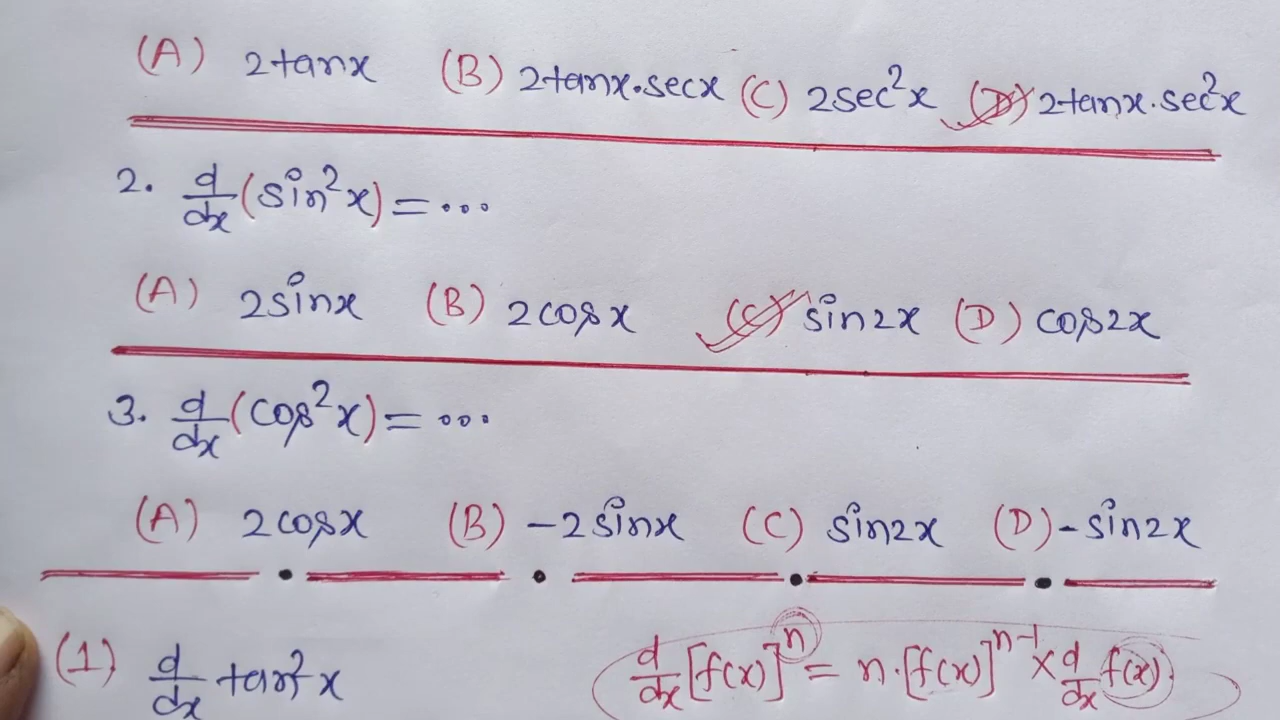 (A) 2tanx (B) 2tanx.secx (C) 2sec²x (D) 2tanx.sec²x
2. d/dx (sin²x) = ...
(A) 2sinx (B) 2cosx (C) sin2x (D) cos2x
3. d/dx (cos²x) = ...
(A) 2cosx (B) -2sinx (C) sin2x (D) -sin2x
(1) d/dx tan²x d/dx [f(x)]ⁿ = n.[f(x)]ⁿ⁻¹ × d/dx f(x).